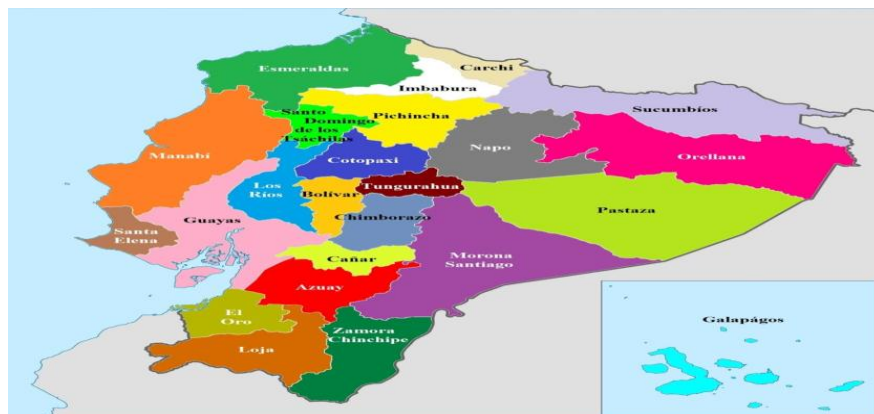 Esmeraldas
Carchi
Imbabura
Sucumbíos
Santo
Domingo
de los
Tsáchilas
Pichincha
Manabí
Cotopaxi
Napo
Orellana
Los
Ríos
Bolívar
Tungurahua
Chimborazo
Pastaza
Guayas
Santa
Elena
Cañar
Morona
Santiago
Azuay
El
Oro
Loja
Zamora
Chinchipe
Galapágos